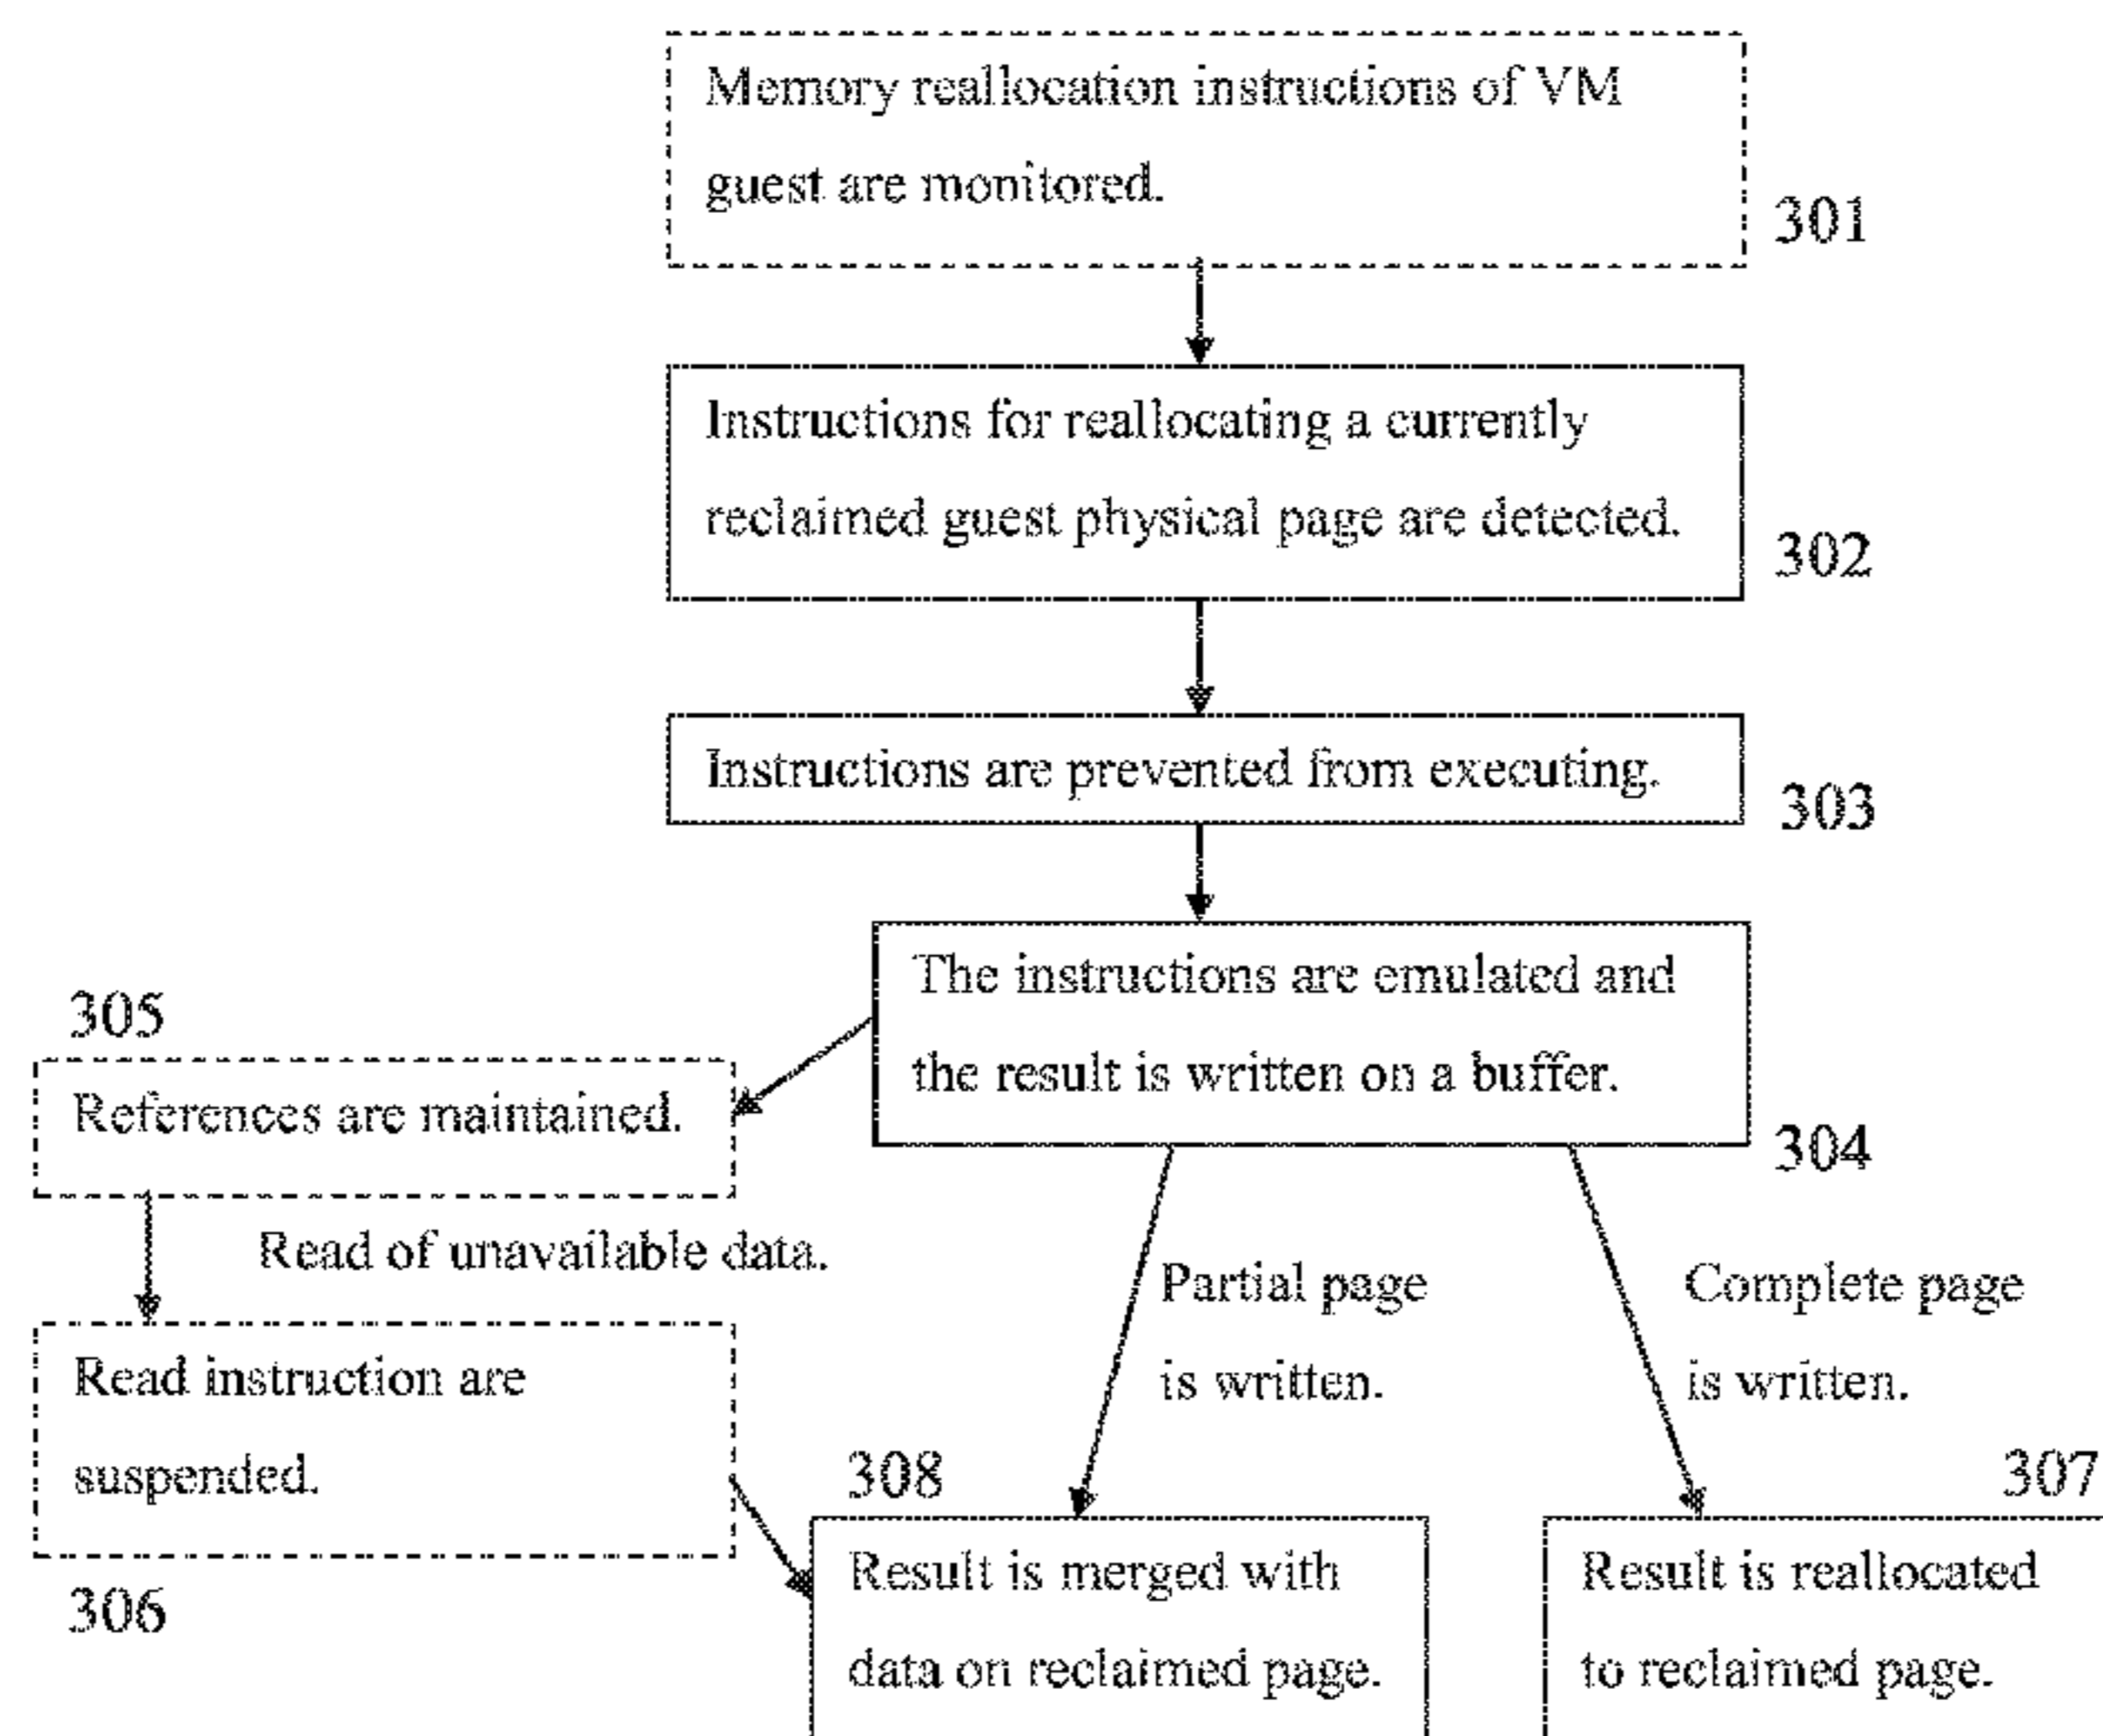 Memory reallocation instructions of VM
guest are monitored.
301
Instructions for reallocating a currently
reclaimed guest physical page are detected.
302
Instructions are prevented from executing.
303
The instructions are emulated and
the result is written on a buffer.
304
305
References are maintained.
Read of unavailable data.
Read instruction are
suspended.
306
Partial page
is written.
Complete page
is written.
308
Result is merged with
data on reclaimed page.
307
Result is reallocated
to reclaimed page.